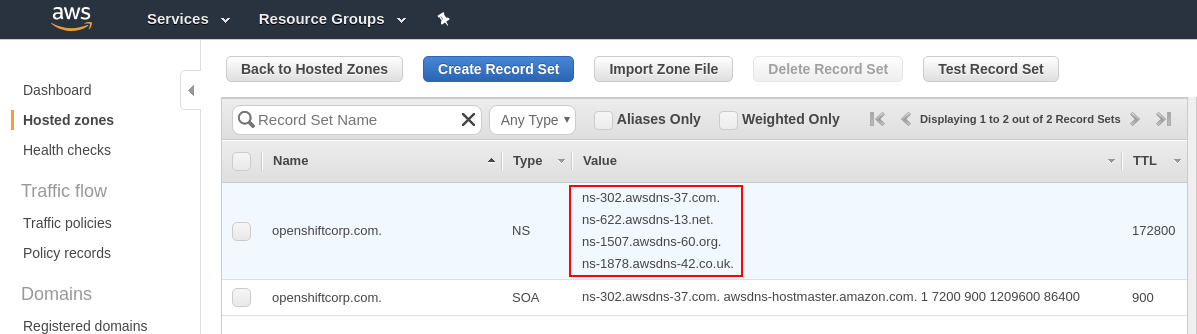 aws Services Resource Groups
Back to Hosted Zones Create Record Set Import Zone File Delete Record Set Test Record Set
Dashboard
Hosted zones
Health checks
Traffic flow
Traffic policies
Policy records
Domains
Registered domains
Record Set Name Any Type Aliases Only Weighted Only Displaying 1 to 2 out of 2 Record Sets
Name Type Value TTL
openshiftcorp.com. NS ns-302.awsdns-37.com. 172800
ns-622.awsdns-13.net.
ns-1507.awsdns-60.org.
ns-1878.awsdns-42.co.uk.
openshiftcorp.com. SOA ns-302.awsdns-37.com. awsdns-hostmaster.amazon.com. 1 7200 900 1209600 86400 900